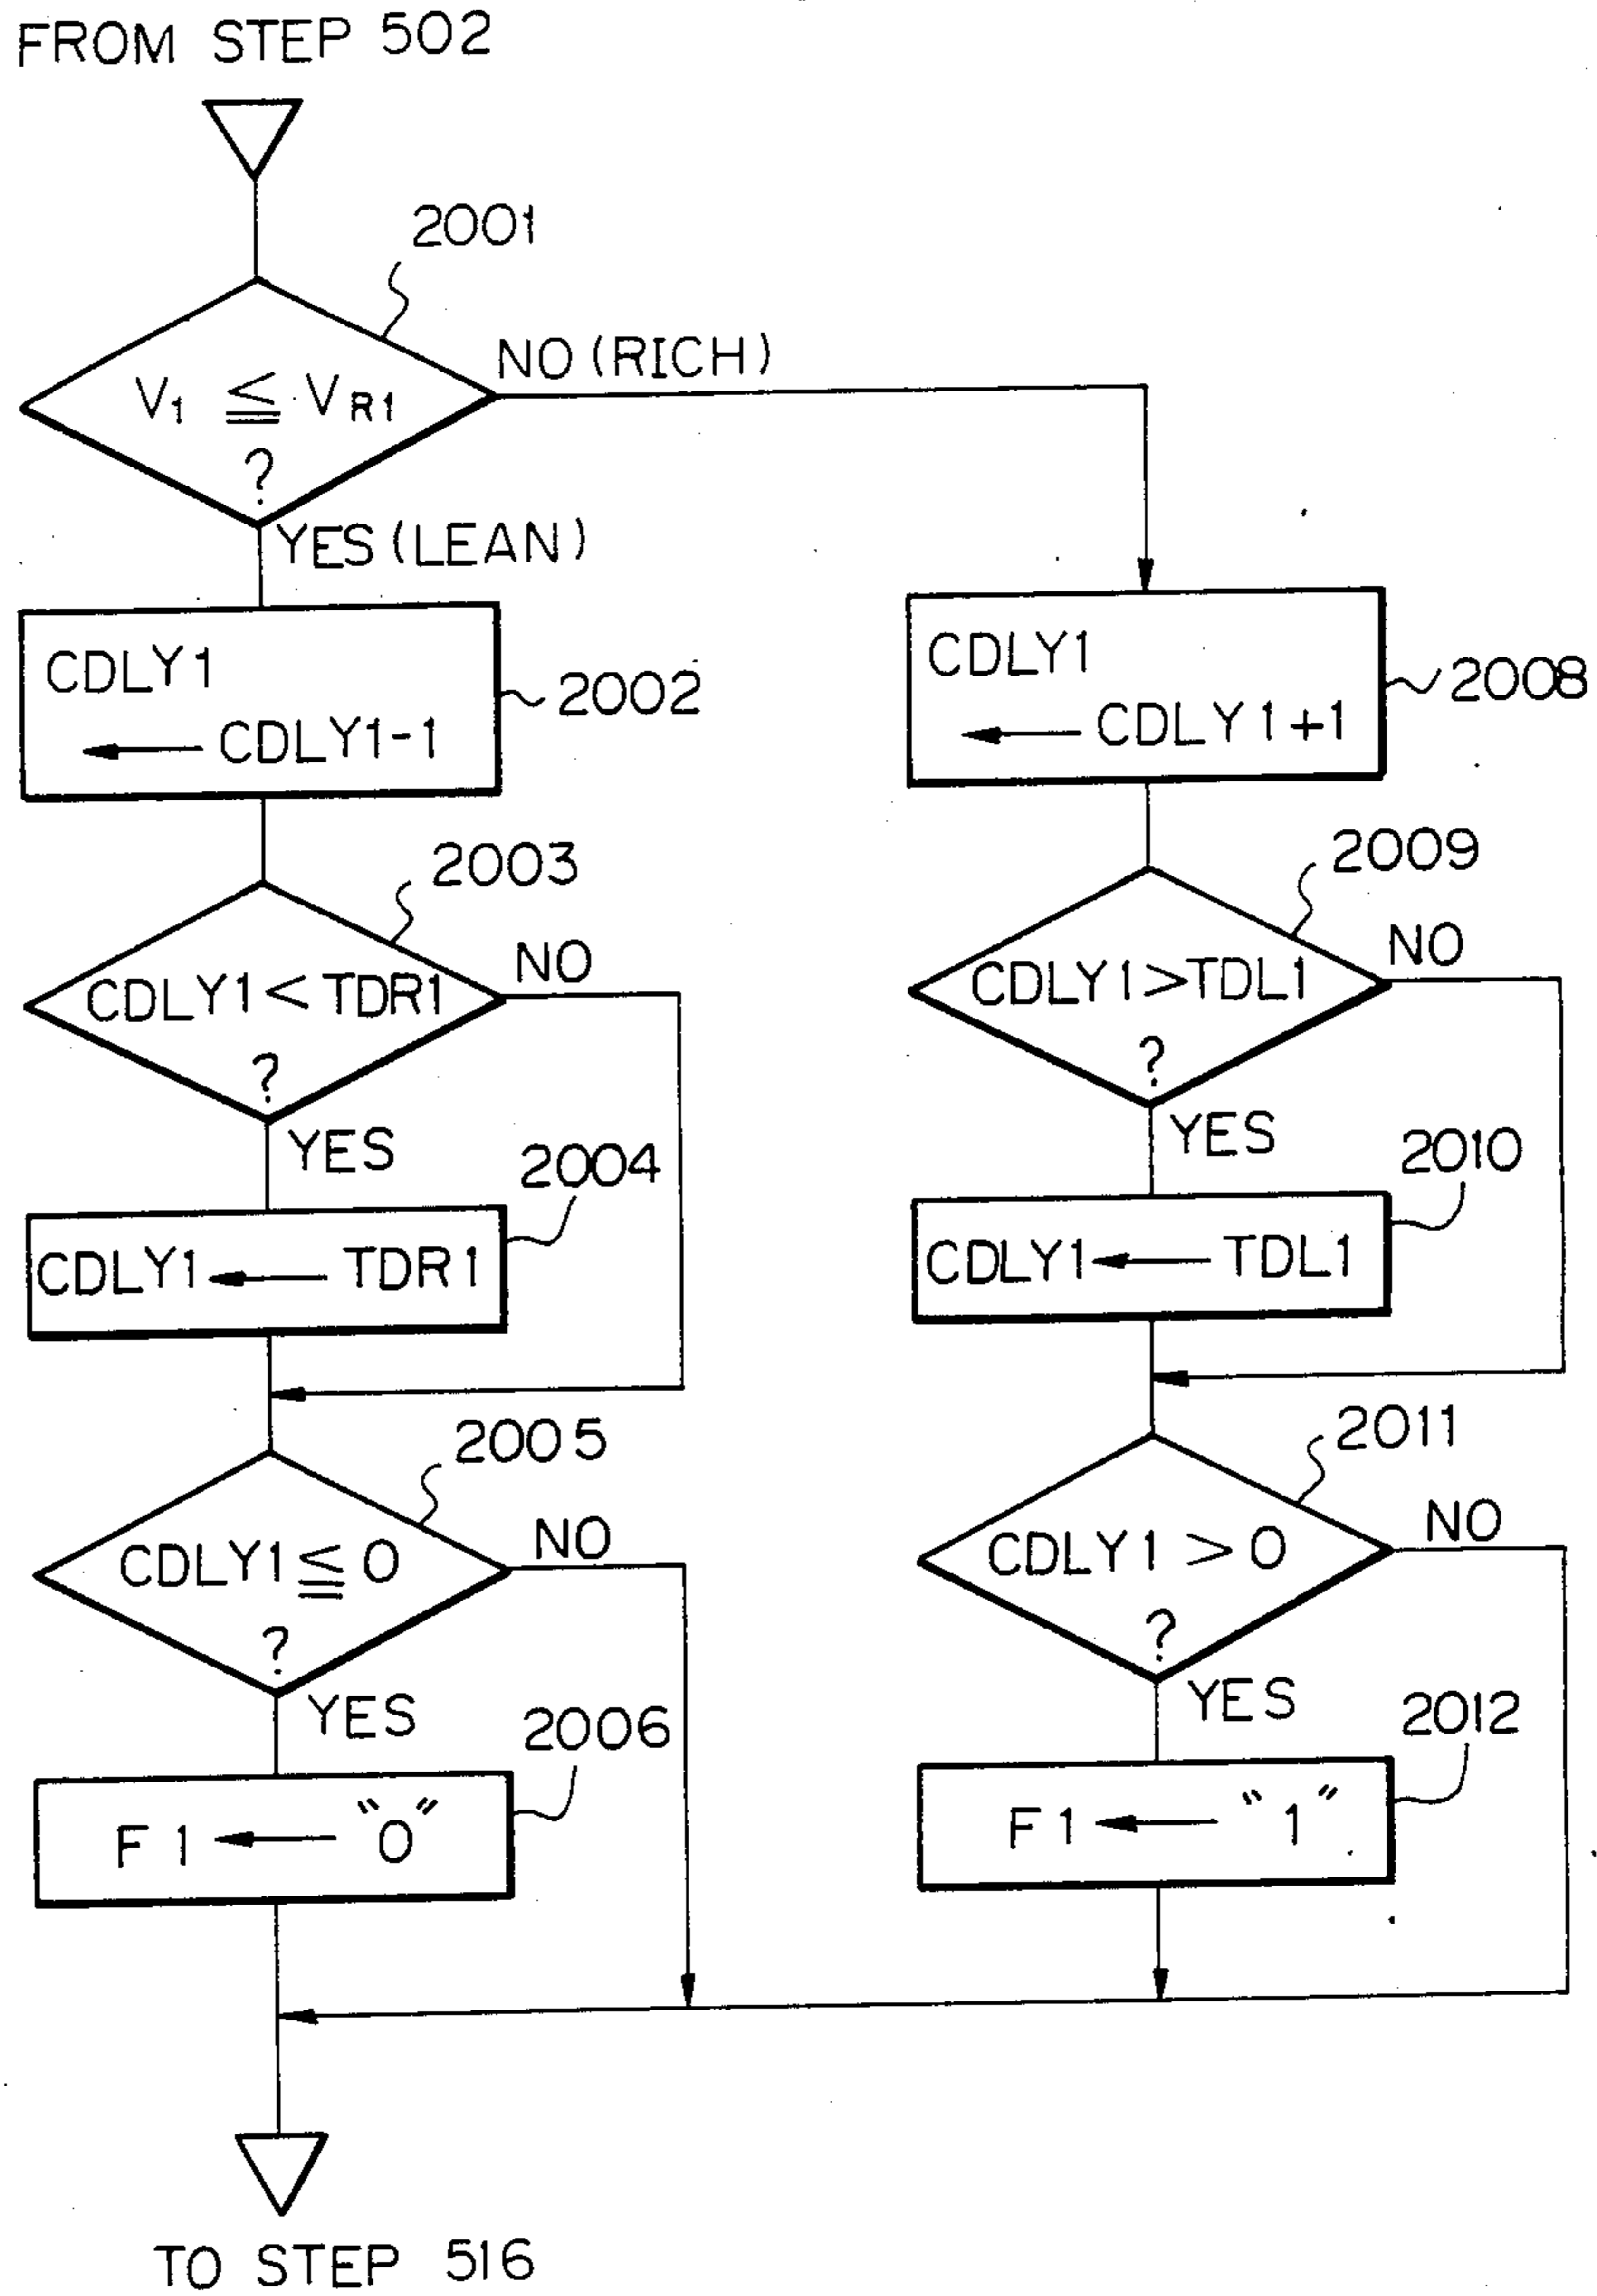 FROM STEP 502
2001
V1 ≦ VR1
?
NO (RICH)
YES (LEAN)
CDLY1
← CDLY1-1
2002
2003
CDLY1 < TDR1
?
NO
YES
2004
CDLY1 ← TDR1
2005
CDLY1 ≦ 0
?
NO
YES
2006
F1 ← "0"
CDLY1
← CDLY1+1
2008
2009
CDLY1 > TDL1
?
NO
YES
2010
CDLY1 ← TDL1
2011
CDLY1 > 0
?
NO
YES
2012
F1 ← "1"
TO STEP 516